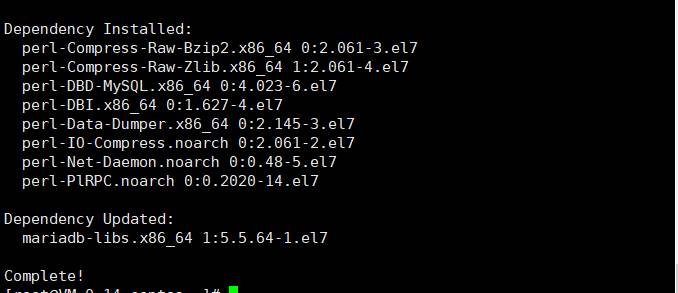 Dependency Installed:
perl-Compress-Raw-Bzip2.x86_64 0:2.061-3.el7
perl-Compress-Raw-Zlib.x86_64 1:2.061-4.el7
perl-DBD-MySQL.x86_64 0:4.023-6.el7
perl-DBI.x86_64 0:1.627-4.el7
perl-Data-Dumper.x86_64 0:2.145-3.el7
perl-IO-Compress.noarch 0:2.061-2.el7
perl-Net-Daemon.noarch 0:0.48-5.el7
perl-PlRPC.noarch 0:0.2020-14.el7
Dependency Updated:
mariadb-libs.x86_64 1:5.5.64-1.el7
Complete!